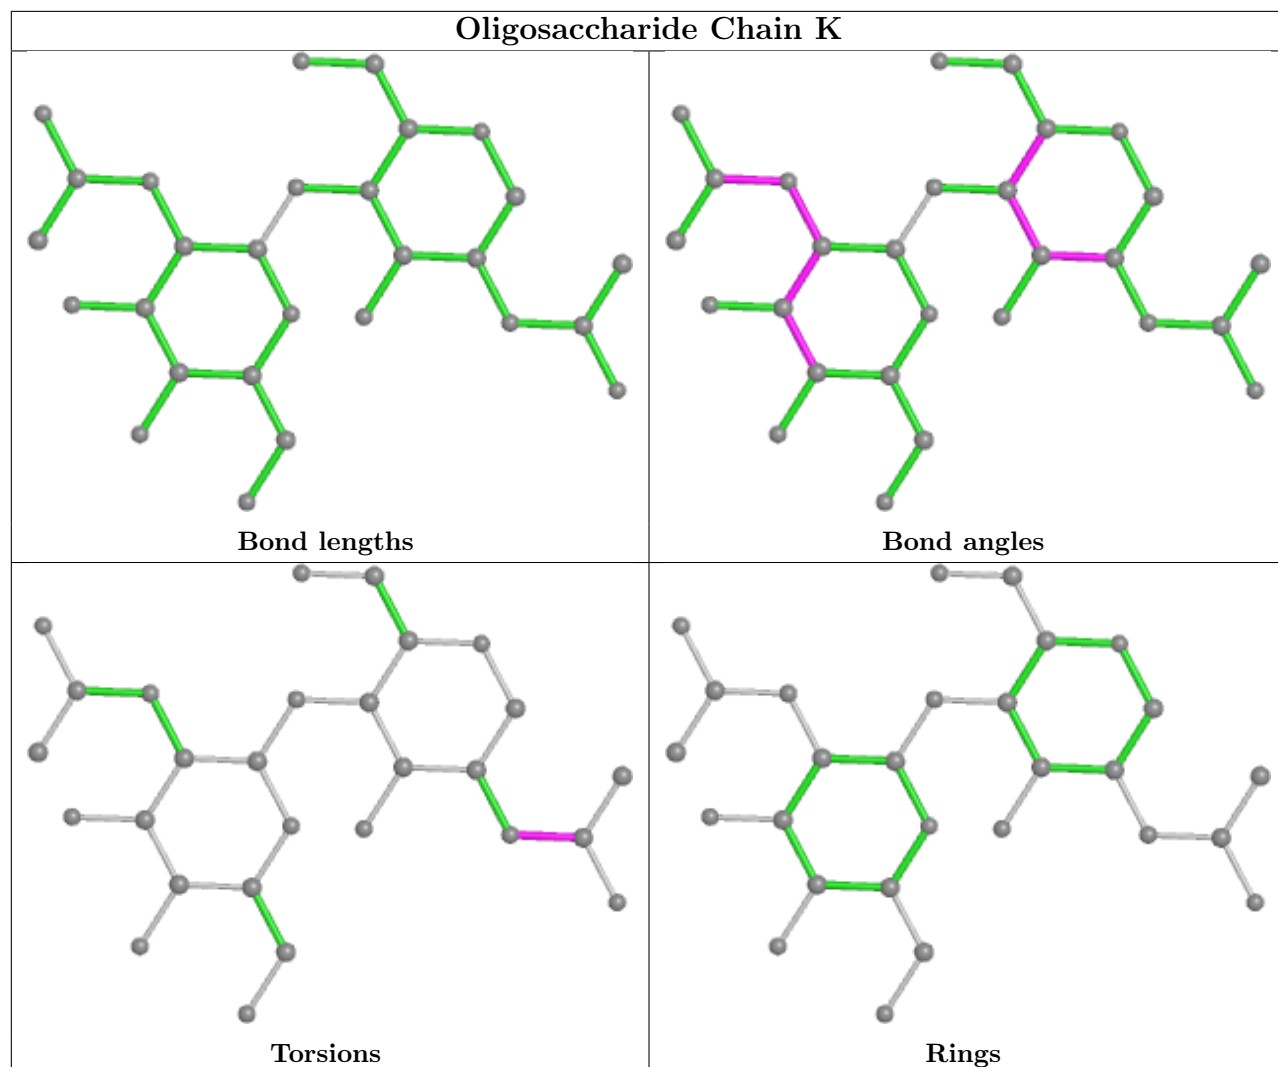 Oligosaccharide Chain K
Bond lengths
Bond angles
Torsions
Rings